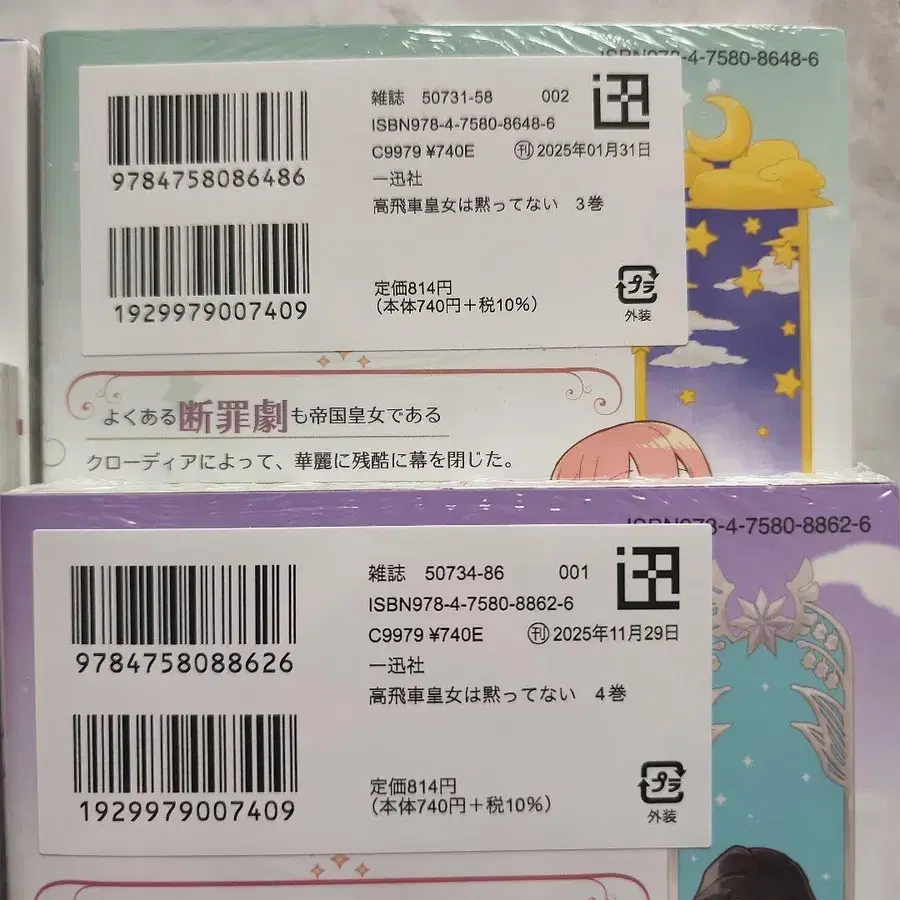 ISBN978-4-7580-8648-6
雑誌 50731-58 002
ISBN978-4-7580-8648-6
C9979 ¥740E ㊞2025年01月31日
9784758086486
一迅社
高飛車皇女は黙ってない 3巻
1929979007409
定価814円
(本体740円+税10%)
プラ
外装
よくある断罪劇も帝国皇女である
クローディアによって、華麗に残酷に幕を閉じた。
ISBN978-4-7580-8862-6
雑誌 50734-86 001
ISBN978-4-7580-8862-6
C9979 ¥740E 刊2025年11月29日
9784758088626
一迅社
高飛車皇女は黙ってない 4巻
1929979007409
定価814円
(本体740円+税10%)
プラ
外装